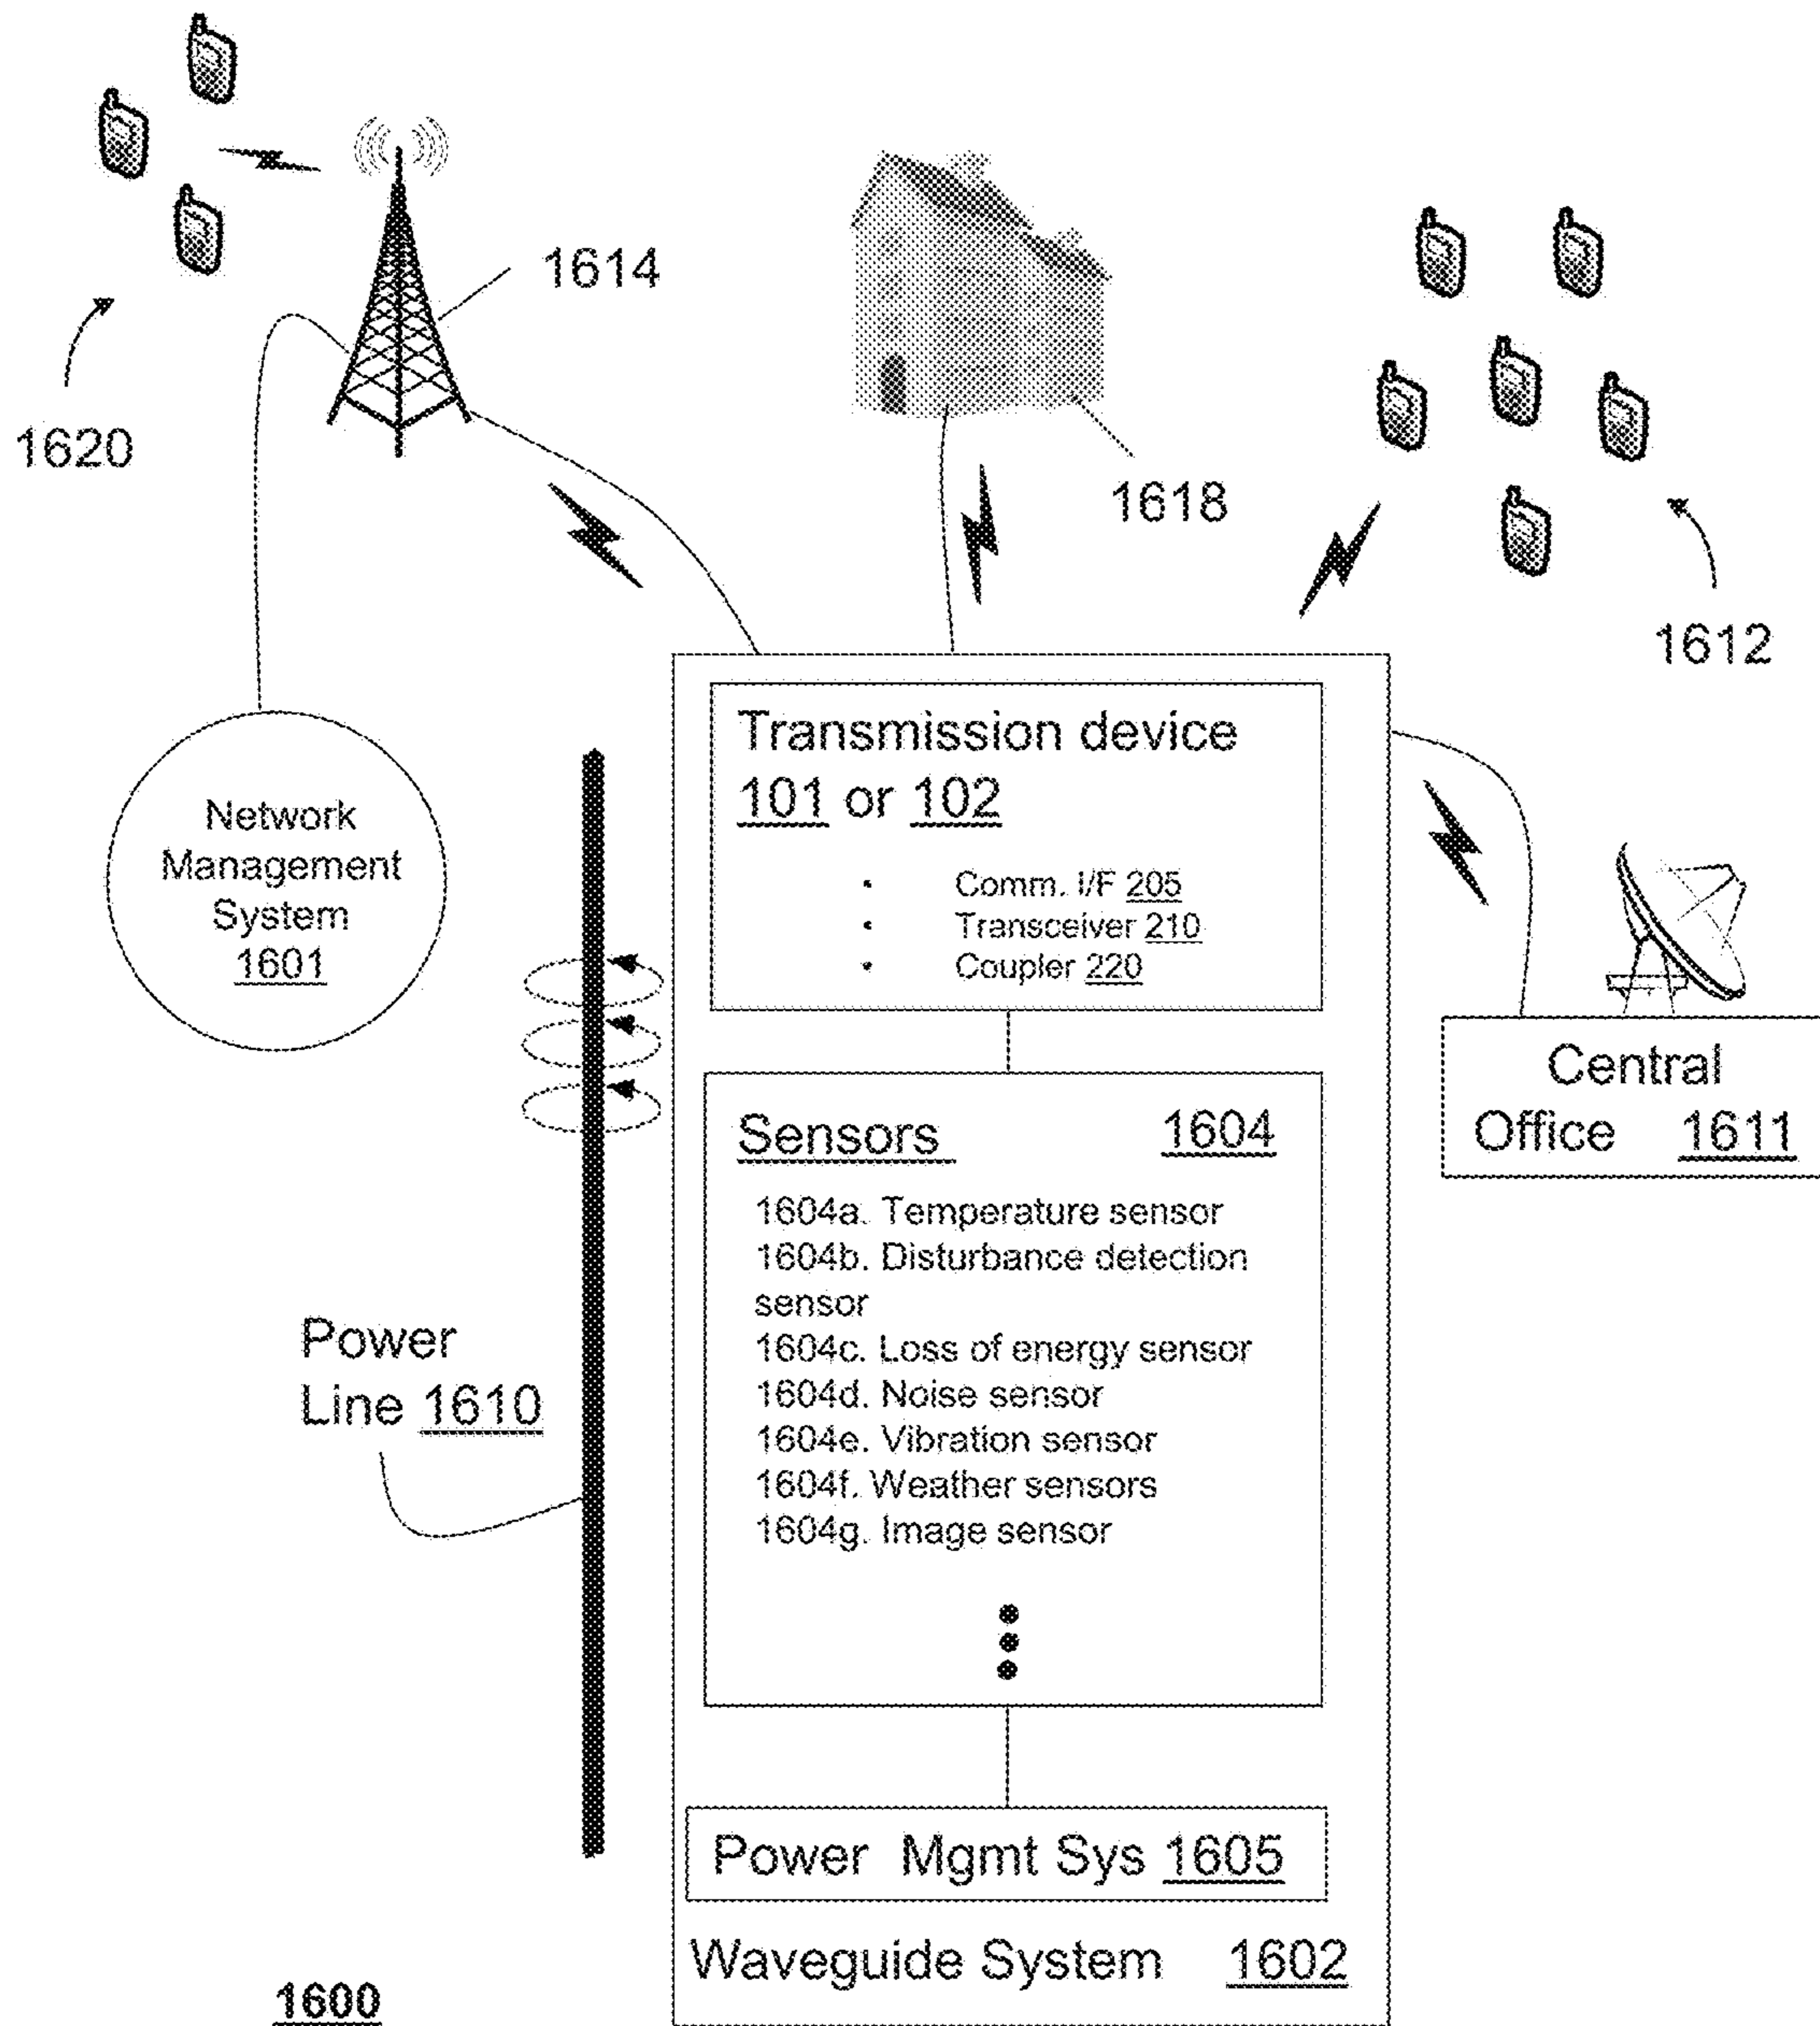 1614
1620
1618
1612
Network
Management
System
1601
Transmission device
101 or 102
• Comm. I/F 205
• Transceiver 210
• Coupler 220
Sensors 1604
1604a. Temperature sensor
1604b. Disturbance detection
sensor
1604c. Loss of energy sensor
1604d. Noise sensor
1604e. Vibration sensor
1604f. Weather sensors
1604g. Image sensor
Central
Office 1611
Power
Line 1610
Power Mgmt Sys 1605
Waveguide System 1602
1600